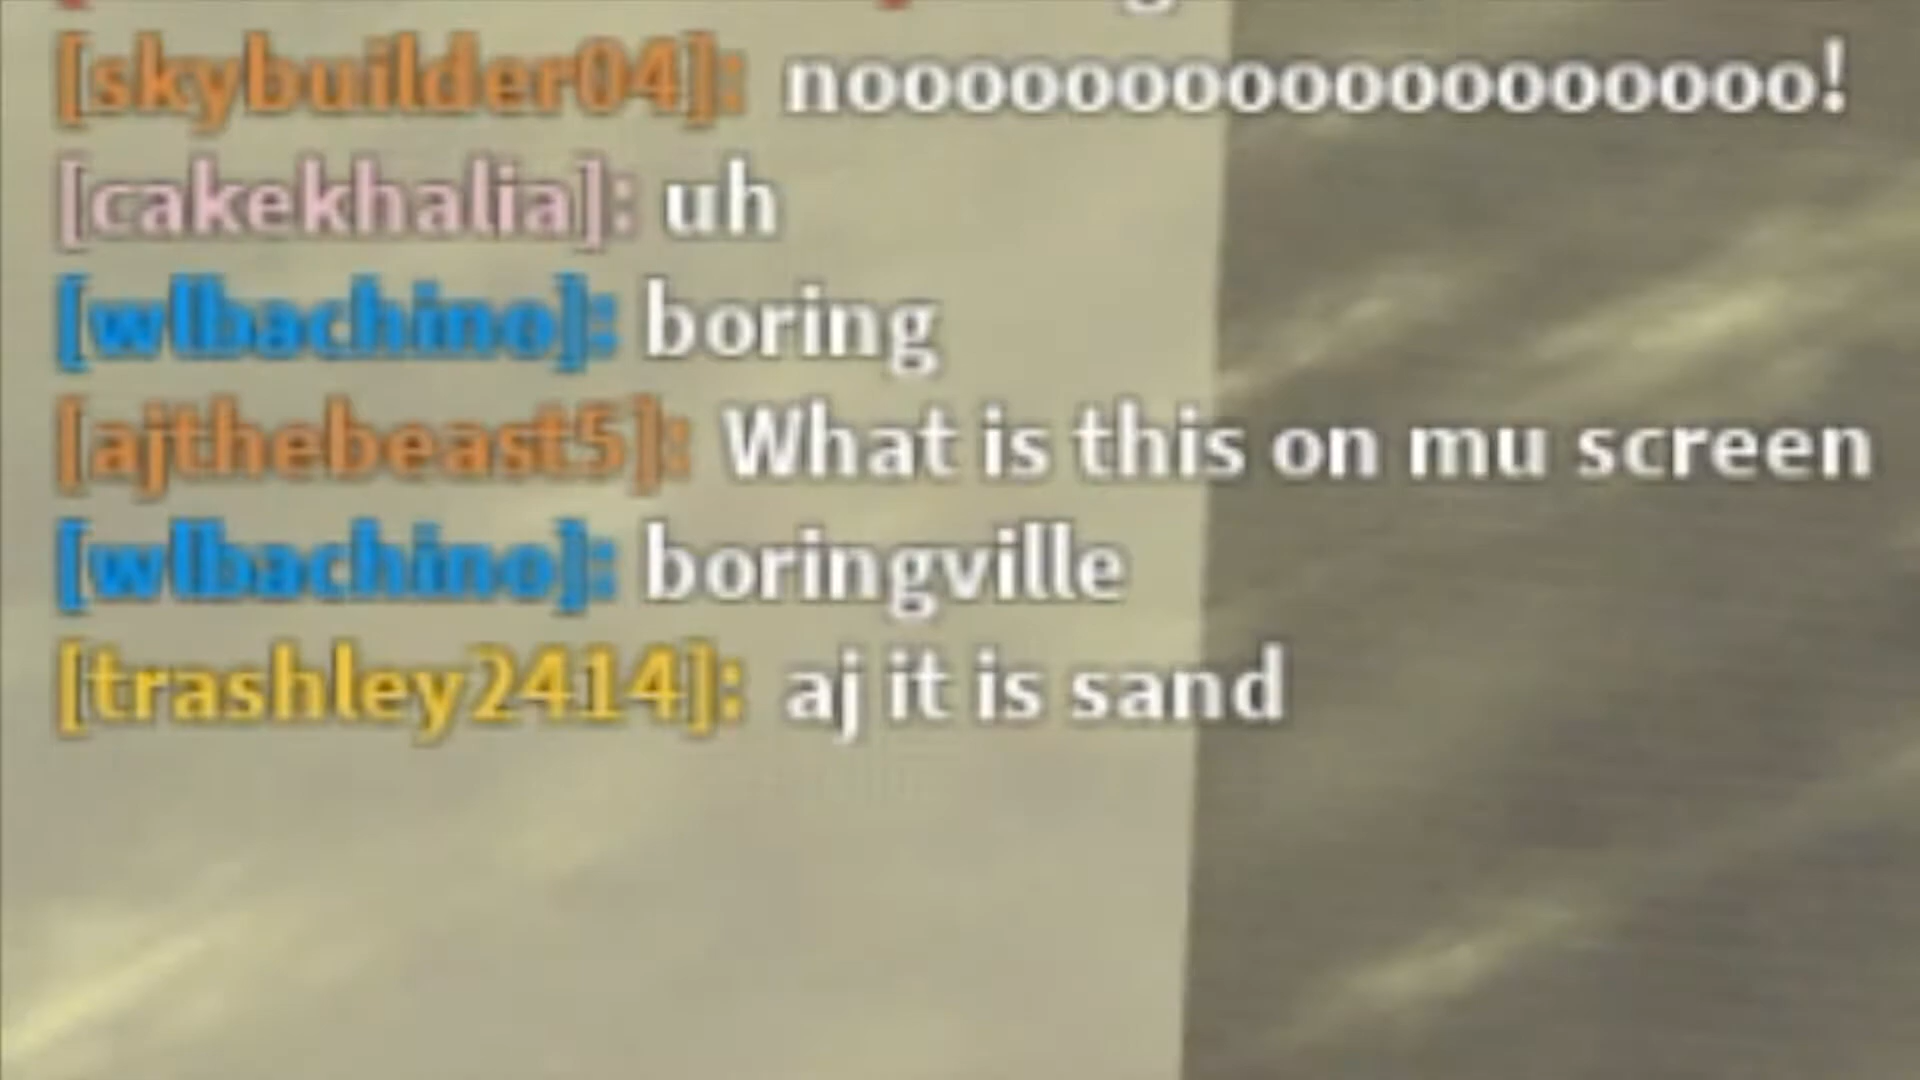 [skybuilder04]: noooooooooooooooooooo!
[cakekhalia]: uh
[wlbachino]: boring
[ajthebeast5]: What is this on mu screen
[wlbachino]: boringville
[trashley2414]: aj it is sand